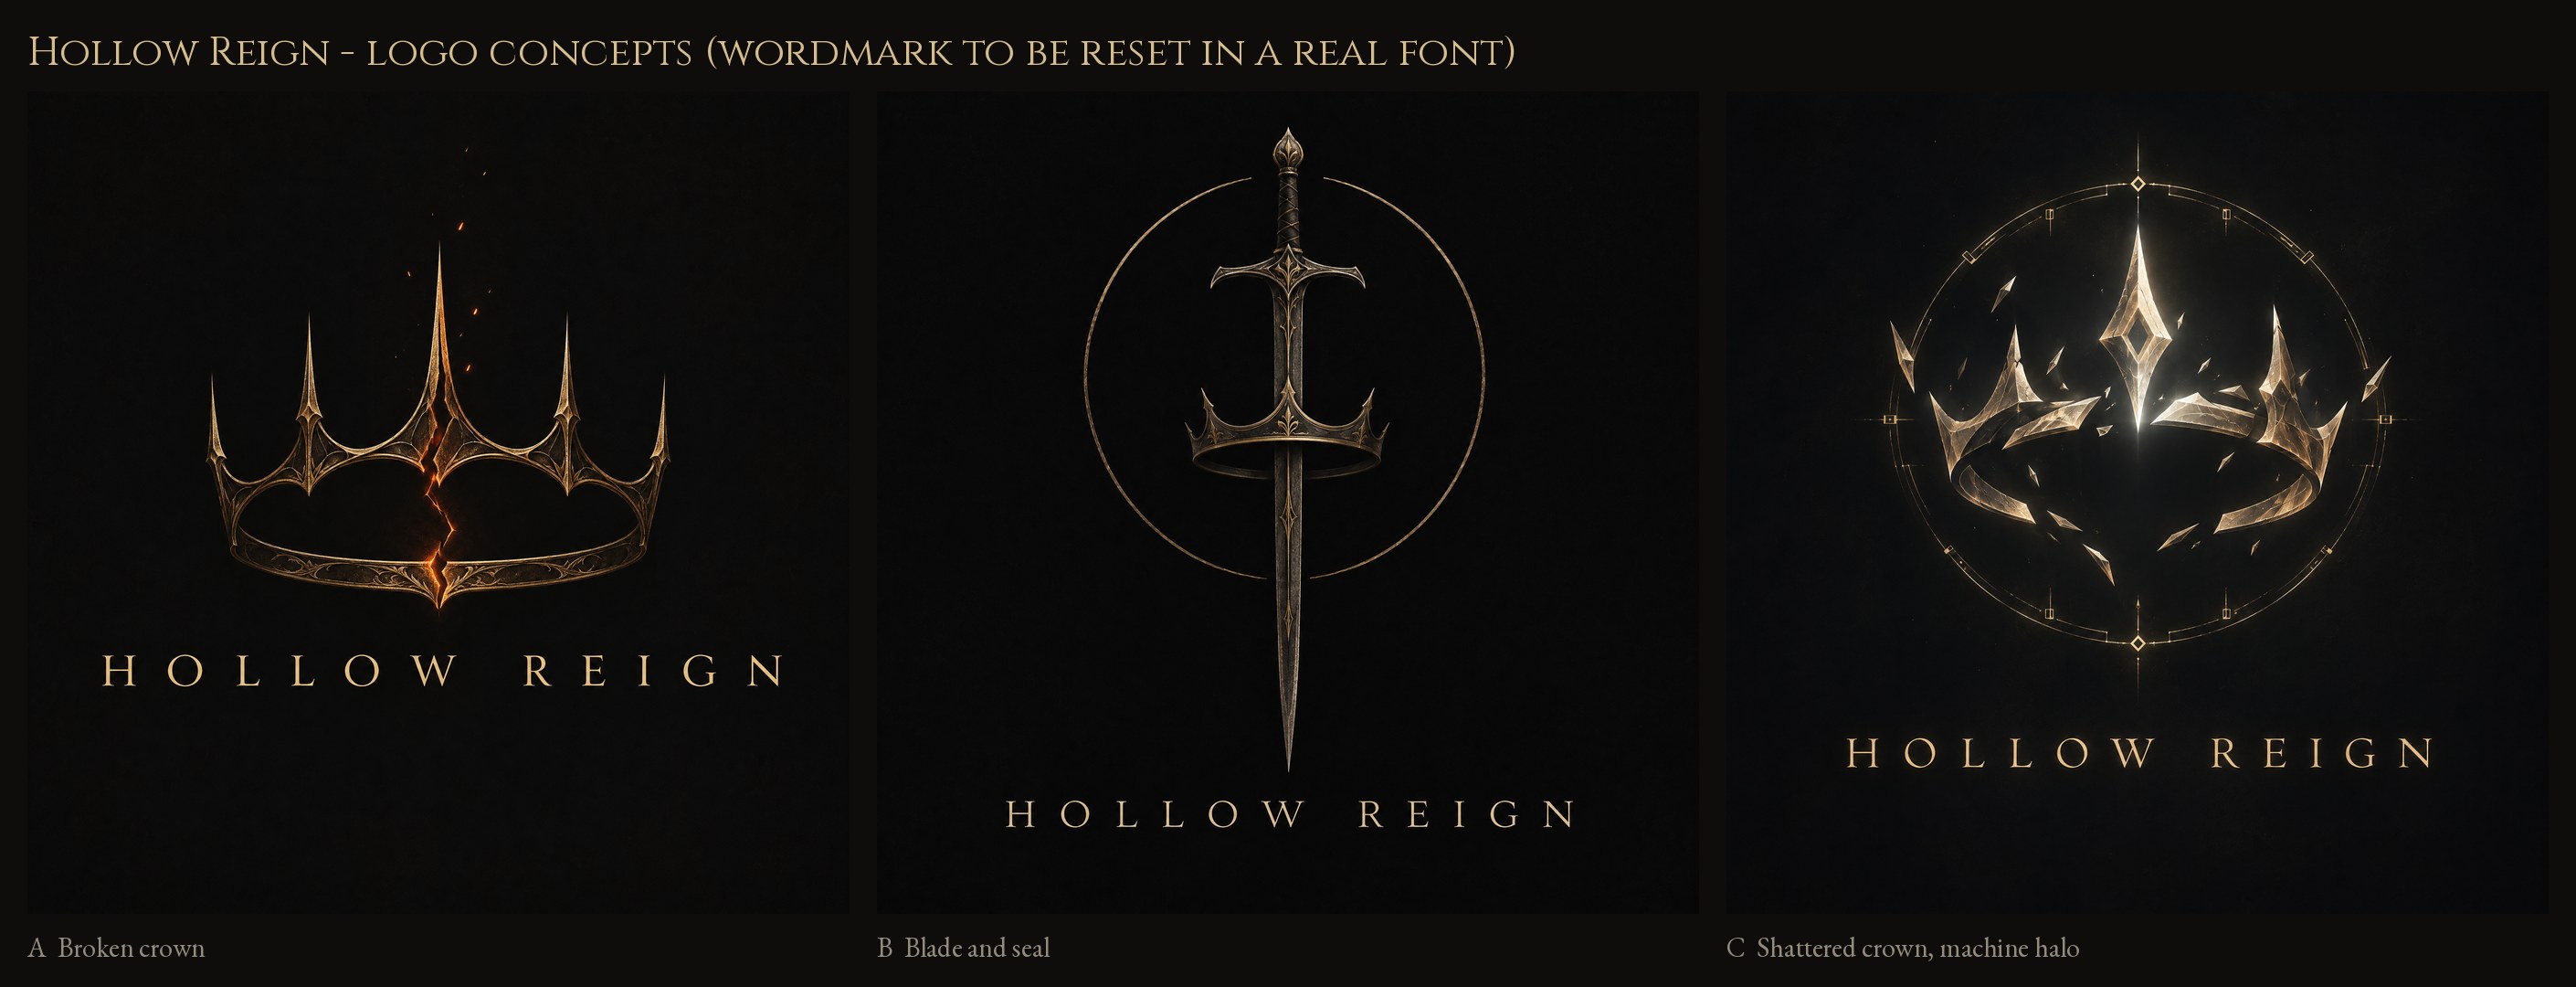 Hollow Reign - logo concepts (wordmark to be reset in a real font)
HOLLOW REIGN
HOLLOW REIGN
HOLLOW REIGN
A Broken crown
B Blade and seal
C Shattered crown, machine halo